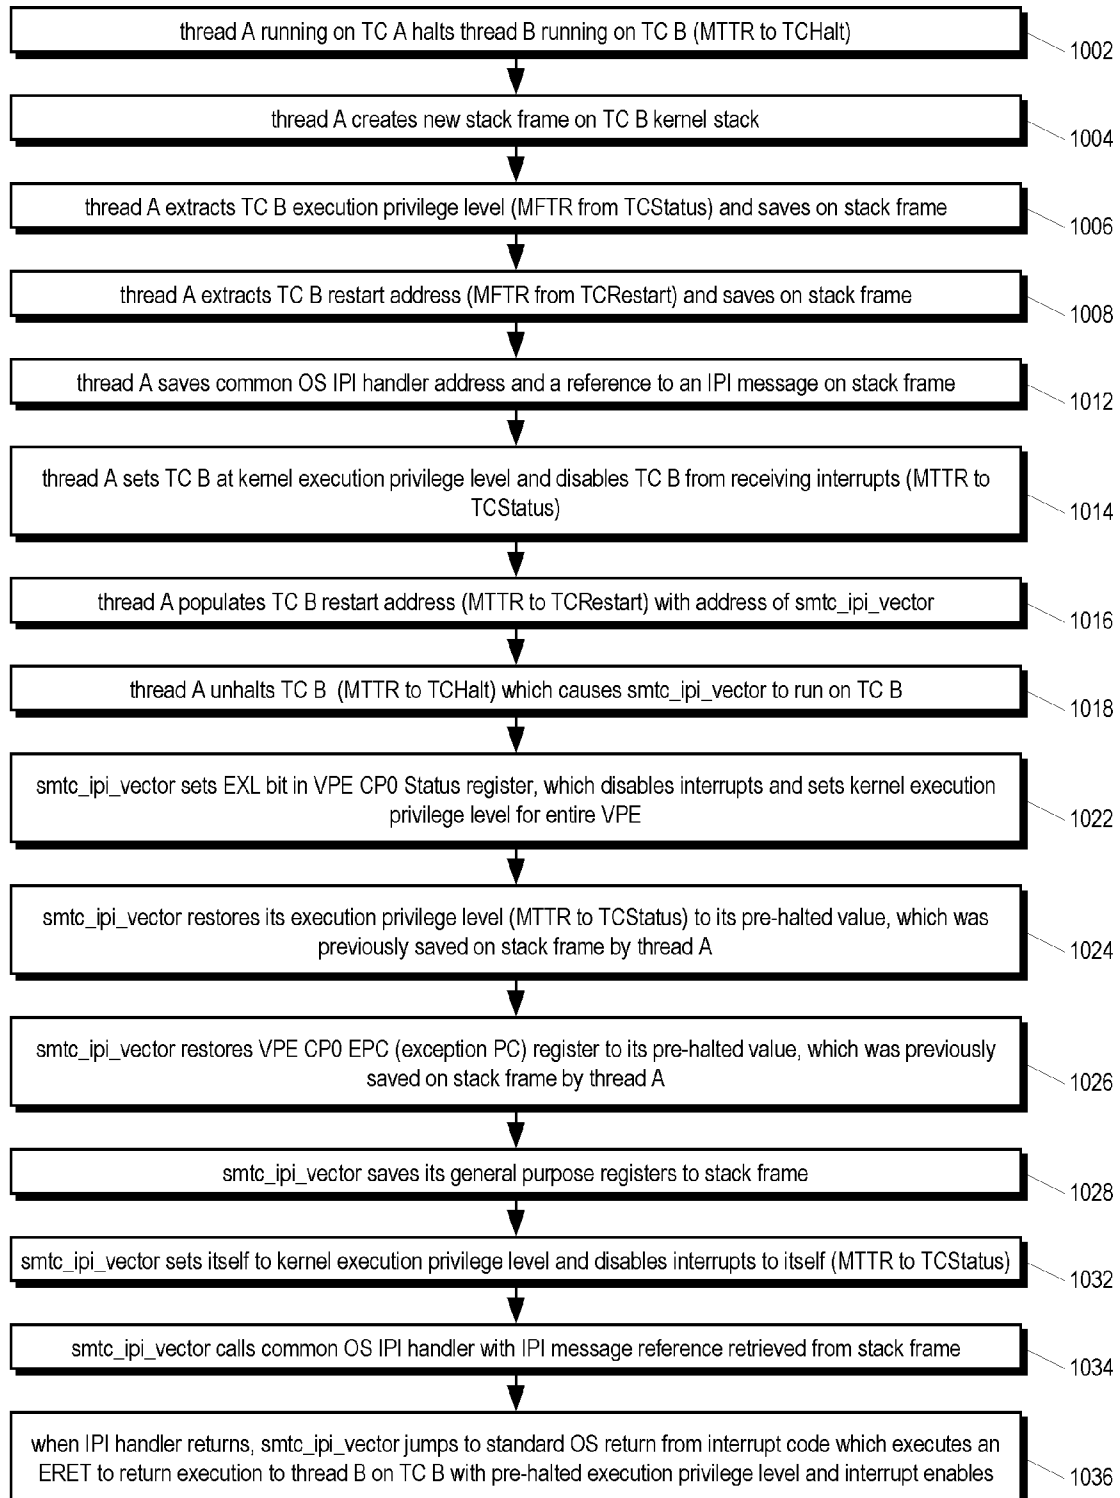 thread A running on TC A halts thread B running on TC B (MTTR to TCHalt)
1002
thread A creates new stack frame on TC B kernel stack
1004
thread A extracts TC B execution privilege level (MFTR from TCStatus) and saves on stack frame
1006
thread A extracts TC B restart address (MFTR from TCRestart) and saves on stack frame
1008
thread A saves common OS IPI handler address and a reference to an IPI message on stack frame
1012
thread A sets TC B at kernel execution privilege level and disables TC B from receiving interrupts (MTTR to
TCStatus)
1014
thread A populates TC B restart address (MTTR to TCRestart) with address of smtc_ipi_vector
1016
thread A unhalts TC B (MTTR to TCHalt) which causes smtc_ipi_vector to run on TC B
1018
smtc_ipi_vector sets EXL bit in VPE CP0 Status register, which disables interrupts and sets kernel execution
privilege level for entire VPE
1022
smtc_ipi_vector restores its execution privilege level (MTTR to TCStatus) to its pre-halted value, which was
previously saved on stack frame by thread A
1024
smtc_ipi_vector restores VPE CP0 EPC (exception PC) register to its pre-halted value, which was previously
saved on stack frame by thread A
1026
smtc_ipi_vector saves its general purpose registers to stack frame
1028
smtc_ipi_vector sets itself to kernel execution privilege level and disables interrupts to itself (MTTR to TCStatus)
1032
smtc_ipi_vector calls common OS IPI handler with IPI message reference retrieved from stack frame
1034
when IPI handler returns, smtc_ipi_vector jumps to standard OS return from interrupt code which executes an
ERET to return execution to thread B on TC B with pre-halted execution privilege level and interrupt enables
1036